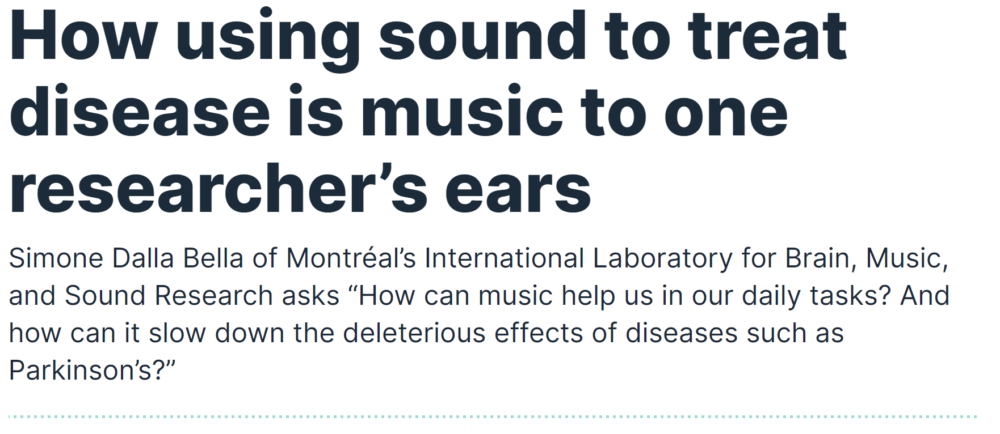 How using sound to treat
disease is music to one
researcher’s ears
Simone Dalla Bella of Montréal’s International Laboratory for Brain, Music,
and Sound Research asks “How can music help us in our daily tasks? And
how can it slow down the deleterious effects of diseases such as
Parkinson’s?”